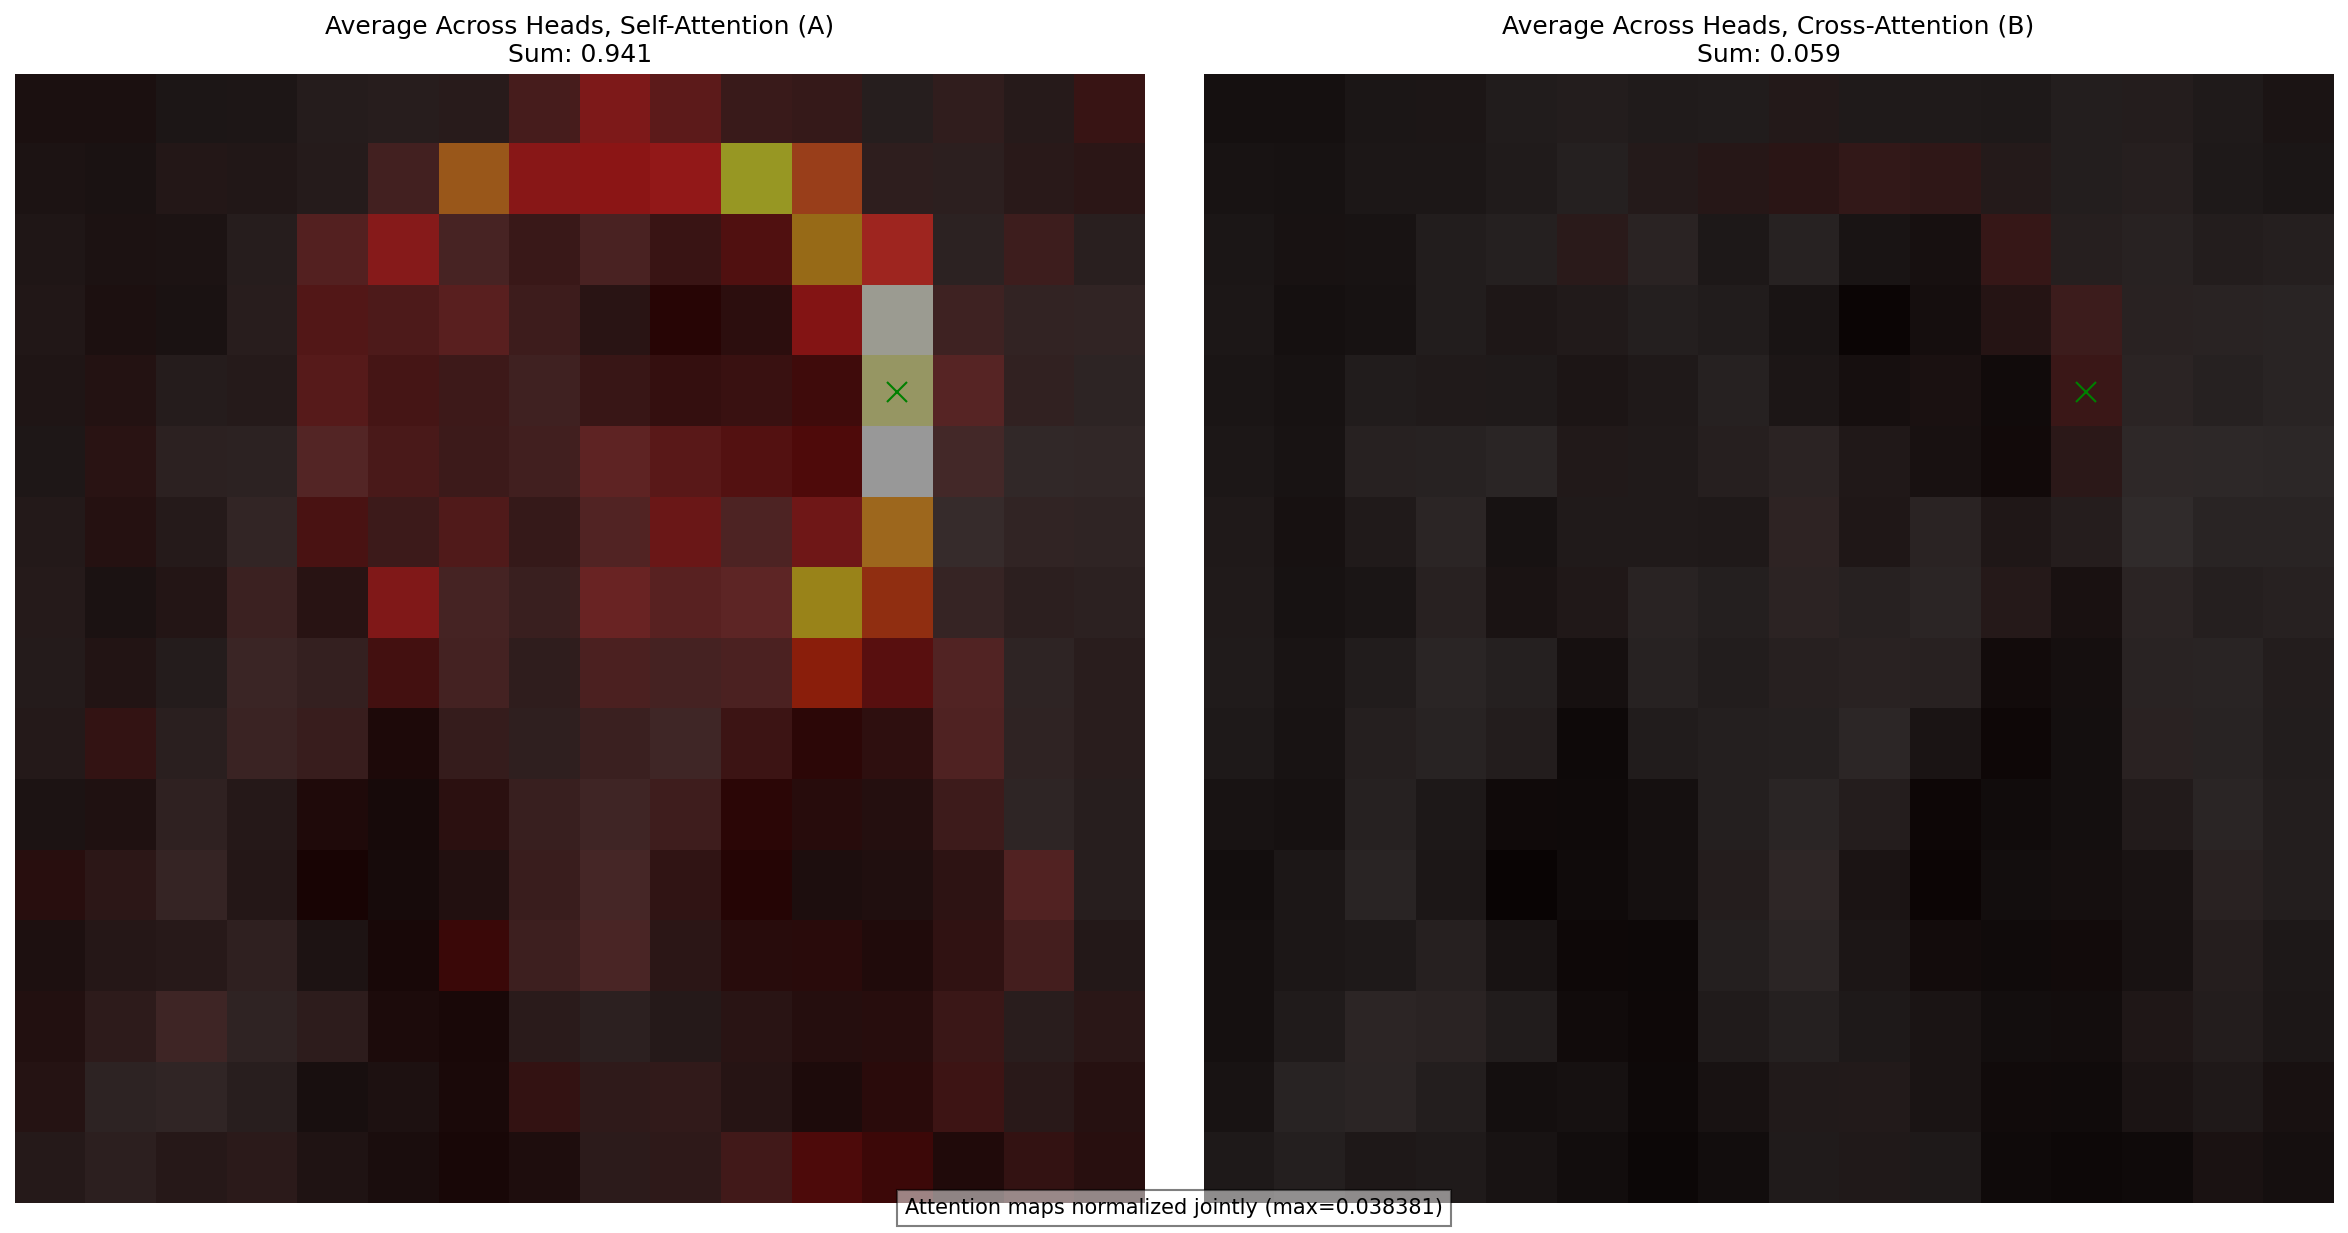 Average Across Heads, Self-Attention (A)
Sum: 0.941
Average Across Heads, Cross-Attention (B)
Sum: 0.059
Attention maps normalized jointly (max=0.038381)